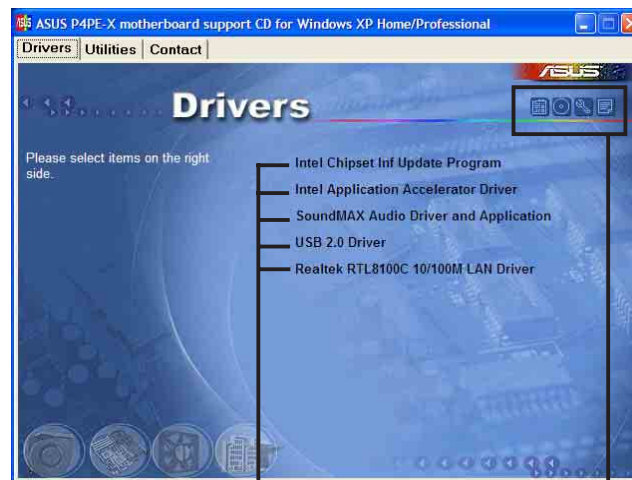 ASUS P4PE-X motherboard support CD for Windows XP Home/Professional
Drivers Utilities Contact
ASUS
Drivers
Please select items on the right
side.
Intel Chipset Inf Update Program
Intel Application Accelerator Driver
SoundMAX Audio Driver and Application
USB 2.0 Driver
Realtek RTL8100C 10/100M LAN Driver